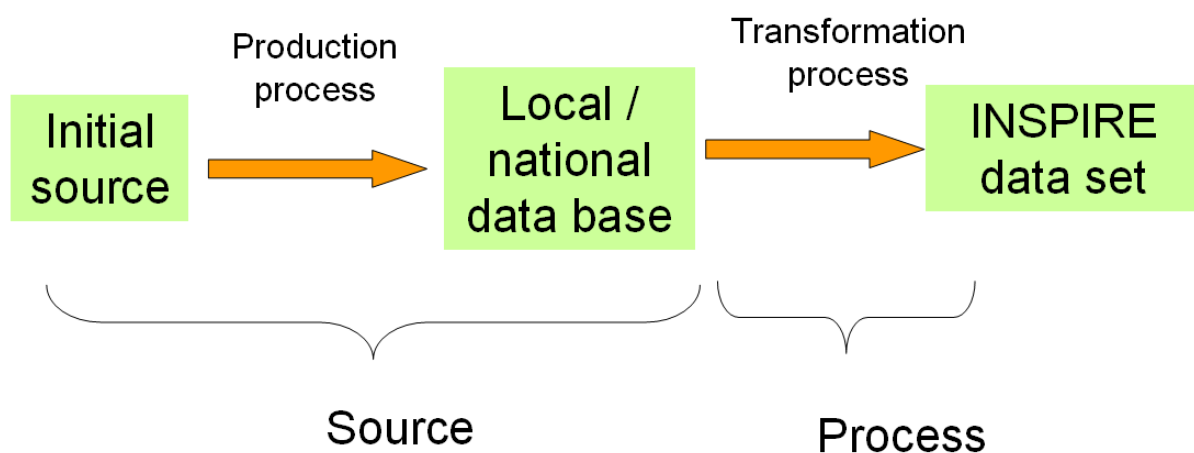 Production
process
Transformation
process
Initial
source
Local /
national
data base
INSPIRE
data set
Source
Process